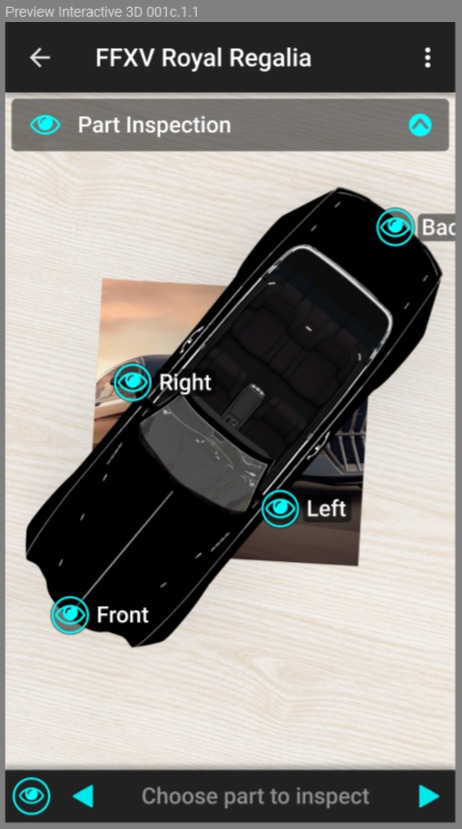 Preview Interactive 3D 001c.1.1
FFXV Royal Regalia
Part Inspection
Bac
Right
Left
Front
Choose part to inspect